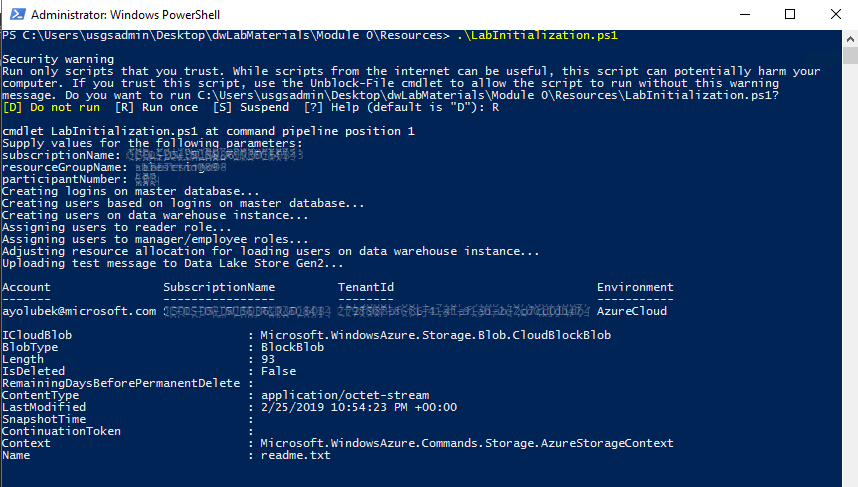 Administrator: Windows PowerShell
PS C:\Users\usgsadmin\Desktop\dwLabMaterials\Module 0\Resources> .\LabInitialization.ps1
Security warning
Run only scripts that you trust. While scripts from the internet can be useful, this script can potentially harm your
computer. If you trust this script, use the Unblock-File cmdlet to allow the script to run without this warning
message. Do you want to run C:\Users\usgsadmin\Desktop\dwLabMaterials\Module 0\Resources\LabInitialization.ps1?
[D] Do not run  [R] Run once  [S] Suspend  [?] Help (default is "D"): R
cmdlet LabInitialization.ps1 at command pipeline position 1
Supply values for the following parameters:
subscriptionName:
resourceGroupName:
participantNumber:
Creating logins on master database...
Creating users based on logins on master database...
Creating users on data warehouse instance...
Assigning users to reader role...
Assigning users to manager/employee roles...
Adjusting resource allocation for loading users on data warehouse instance...
Uploading test message to Data Lake Store Gen2...
Account SubscriptionName TenantId Environment
------- ---------------- -------- -----------
ayolubek@microsoft.com AzureCloud
ICloudBlob : Microsoft.WindowsAzure.Storage.Blob.CloudBlockBlob
BlobType : BlockBlob
Length : 93
IsDeleted : False
RemainingDaysBeforePermanentDelete :
ContentType : application/octet-stream
LastModified : 2/25/2019 10:54:23 PM +00:00
SnapshotTime :
ContinuationToken :
Context : Microsoft.WindowsAzure.Commands.Storage.AzureStorageContext
Name : readme.txt